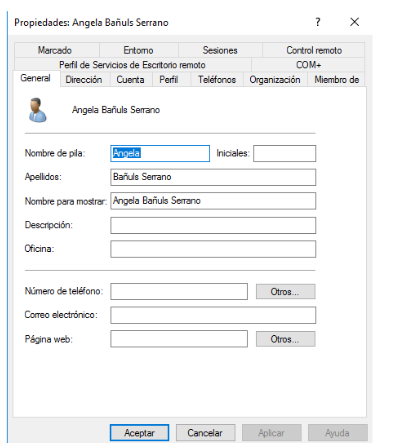 Propiedades: Angela Bañuls Serrano ? ×
Marcado Entorno Sesiones Control remoto
Perfil de Servicios de Escritorio remoto COM+
General Dirección Cuenta Perfil Teléfonos Organización Miembro de
Angela Bañuls Serrano
Nombre de pila: Angela Iniciales:
Apellidos: Bañuls Serrano
Nombre para mostrar: Angela Bañuls Serrano
Descripción:
Oficina:
Número de teléfono: Otros...
Correo electrónico:
Página web: Otros...
Aceptar Cancelar Aplicar Ayuda